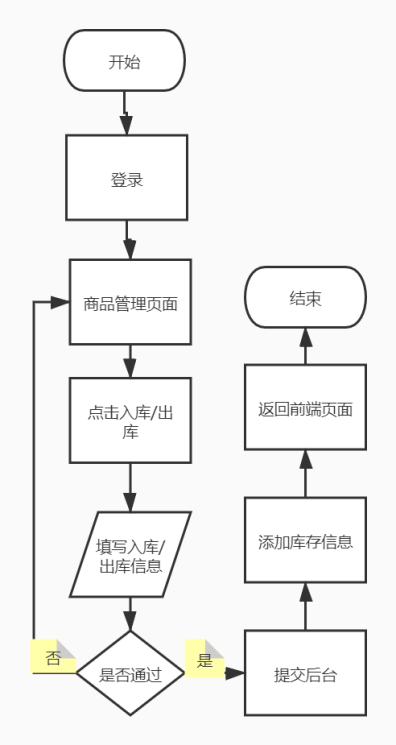 开始
登录
商品管理页面
点击入库/出
库
填写入库/
出库信息
是否通过
否
是
提交后台
添加库存信息
返回前端页面
结束